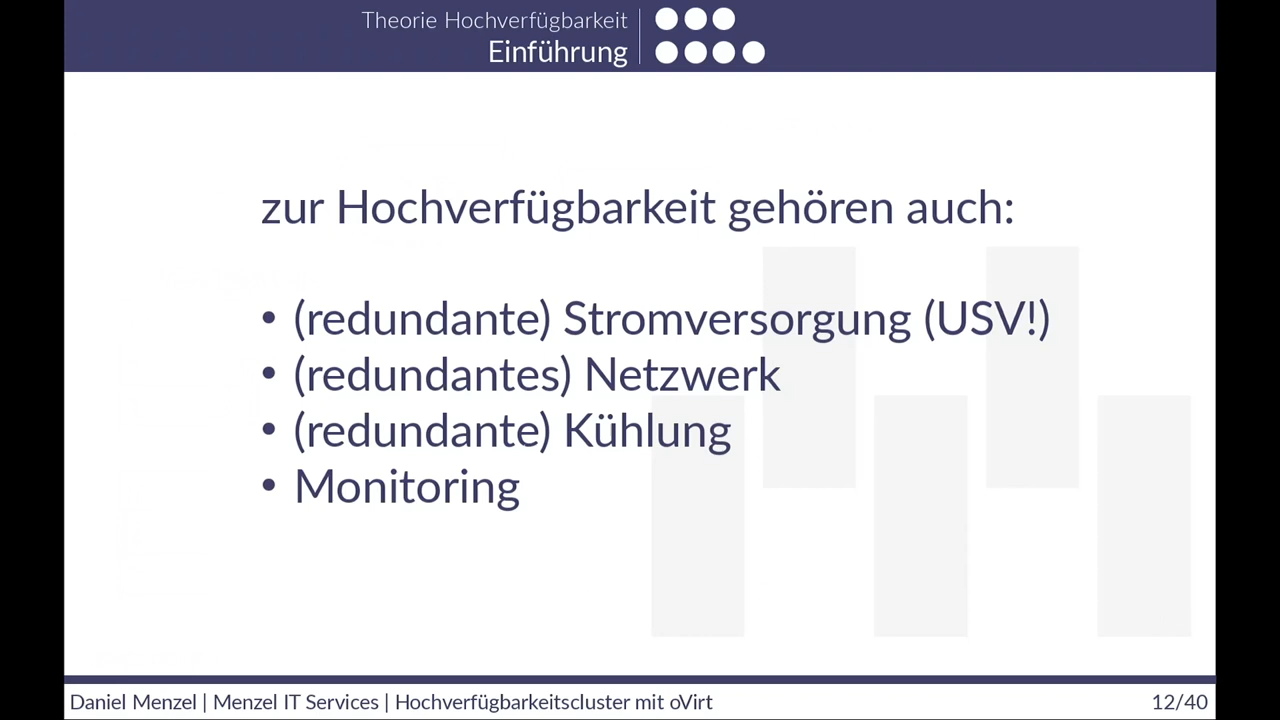 Theorie Hochverfügbarkeit
Einführung
zur Hochverfügbarkeit gehören auch:
• (redundante) Stromversorgung (USV!)
• (redundantes) Netzwerk
• (redundante) Kühlung
• Monitoring
Daniel Menzel | Menzel IT Services | Hochverfügbarkeitscluster mit oVirt
12/40